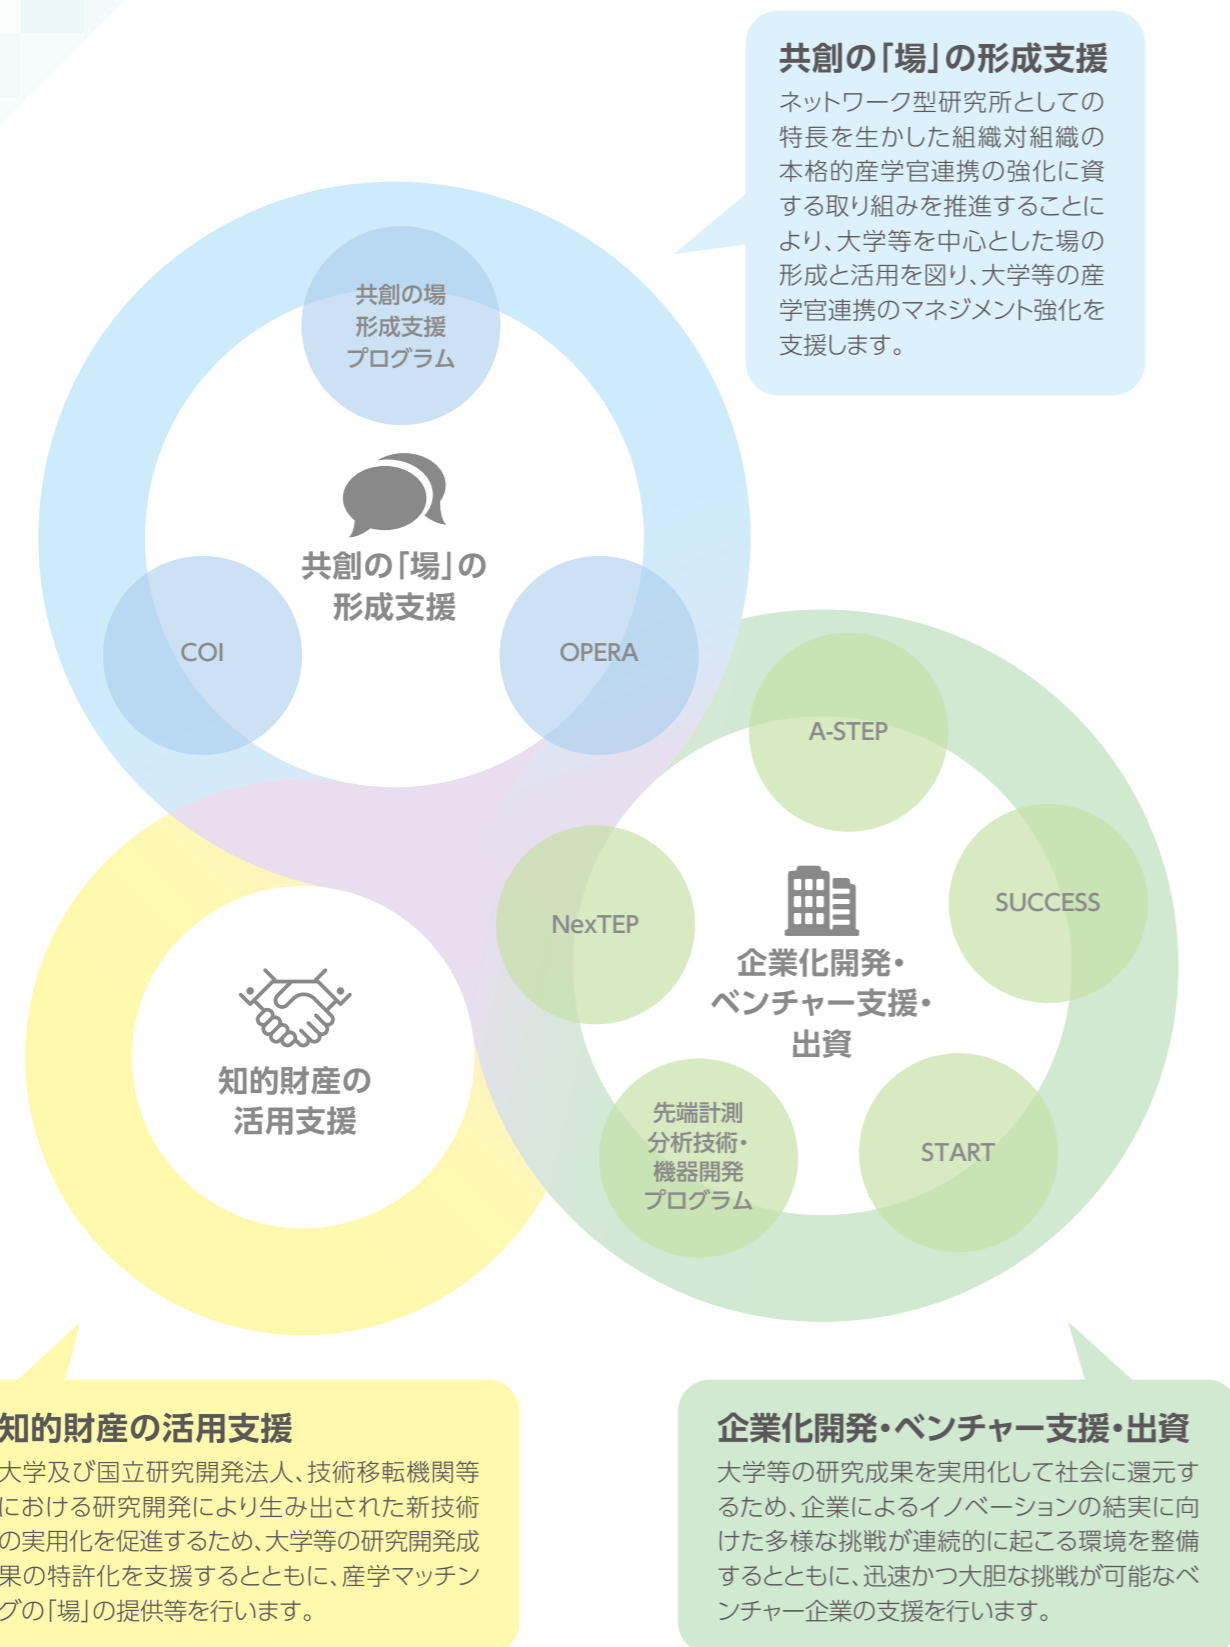 共創の「場」の形成支援
ネットワーク型研究所としての
特長を生かした組織対組織の
本格的産学官連携の強化に資
する取り組みを推進することに
より、大学等を中心とした場の
形成と活用を図り、大学等の産
学官連携のマネジメント強化を
支援します。
共創の場
形成支援
プログラム
共創の「場」の
形成支援
COI
OPERA
A-STEP
SUCCESS
NexTEP
企業化開発・
ベンチャー支援・
出資
先端計測
分析技術・
機器開発
プログラム
START
知的財産の
活用支援
知的財産の活用支援
大学及び国立研究開発法人、技術移転機関等
における研究開発により生み出された新技術
の実用化を促進するため、大学等の研究開発成
果の特許化を支援するとともに、産学マッチン
グの「場」の提供等を行います。
企業化開発・ベンチャー支援・出資
大学等の研究成果を実用化して社会に還元す
るため、企業によるイノベーションの結実に向
けた多様な挑戦が連続的に起こる環境を整備
するとともに、迅速かつ大胆な挑戦が可能なベ
ンチャー企業の支援を行います。